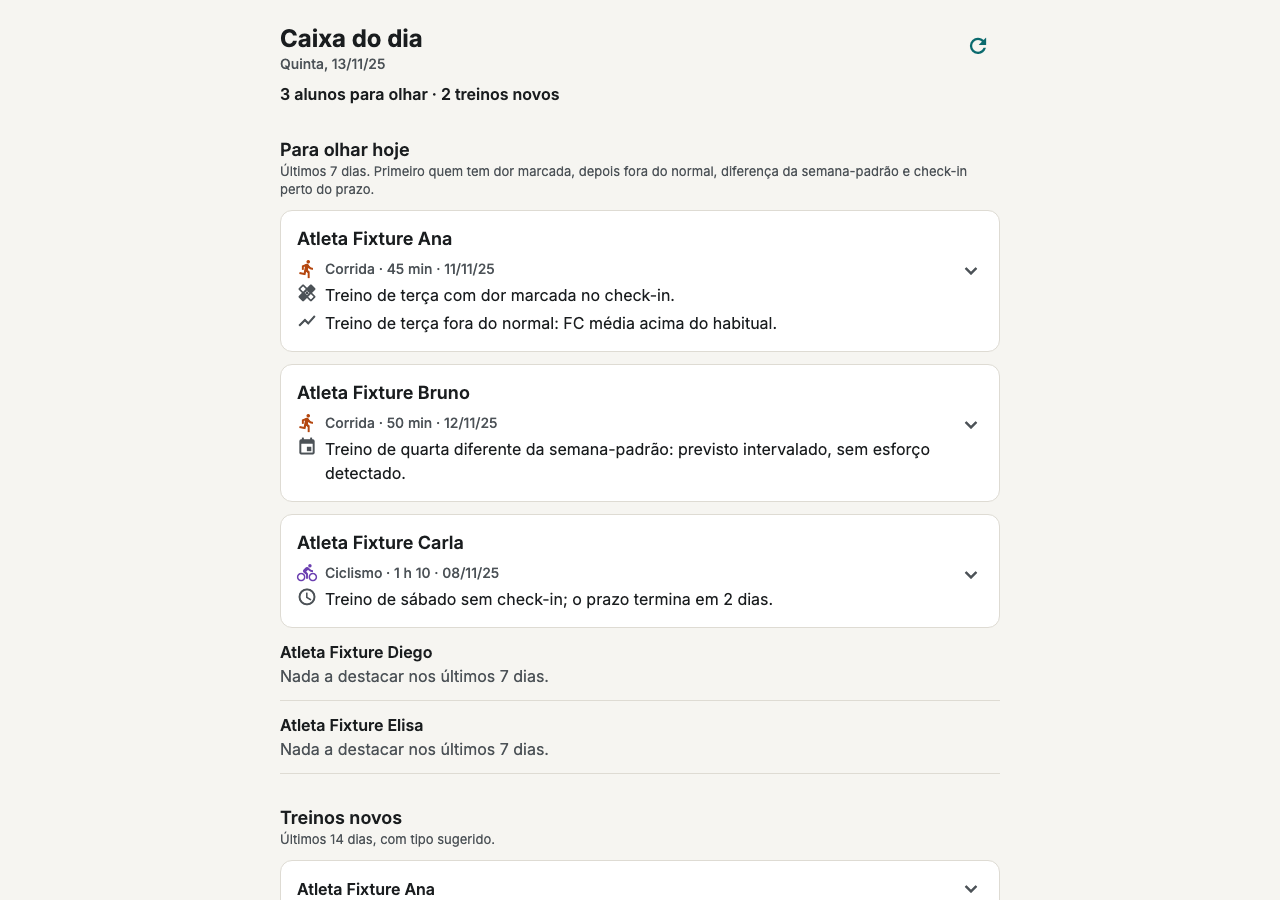 Caixa do dia
Quinta, 13/11/25
3 alunos para olhar · 2 treinos novos
Para olhar hoje
Últimos 7 dias. Primeiro quem tem dor marcada, depois fora do normal, diferença da semana-padrão e check-in
perto do prazo.
Atleta Fixture Ana
Corrida · 45 min · 11/11/25
Treino de terça com dor marcada no check-in.
Treino de terça fora do normal: FC média acima do habitual.
Atleta Fixture Bruno
Corrida · 50 min · 12/11/25
Treino de quarta diferente da semana-padrão: previsto intervalado, sem esforço
detectado.
Atleta Fixture Carla
Ciclismo · 1 h 10 · 08/11/25
Treino de sábado sem check-in; o prazo termina em 2 dias.
Atleta Fixture Diego
Nada a destacar nos últimos 7 dias.
Atleta Fixture Elisa
Nada a destacar nos últimos 7 dias.
Treinos novos
Últimos 14 dias, com tipo sugerido.
Atleta Fixture Ana